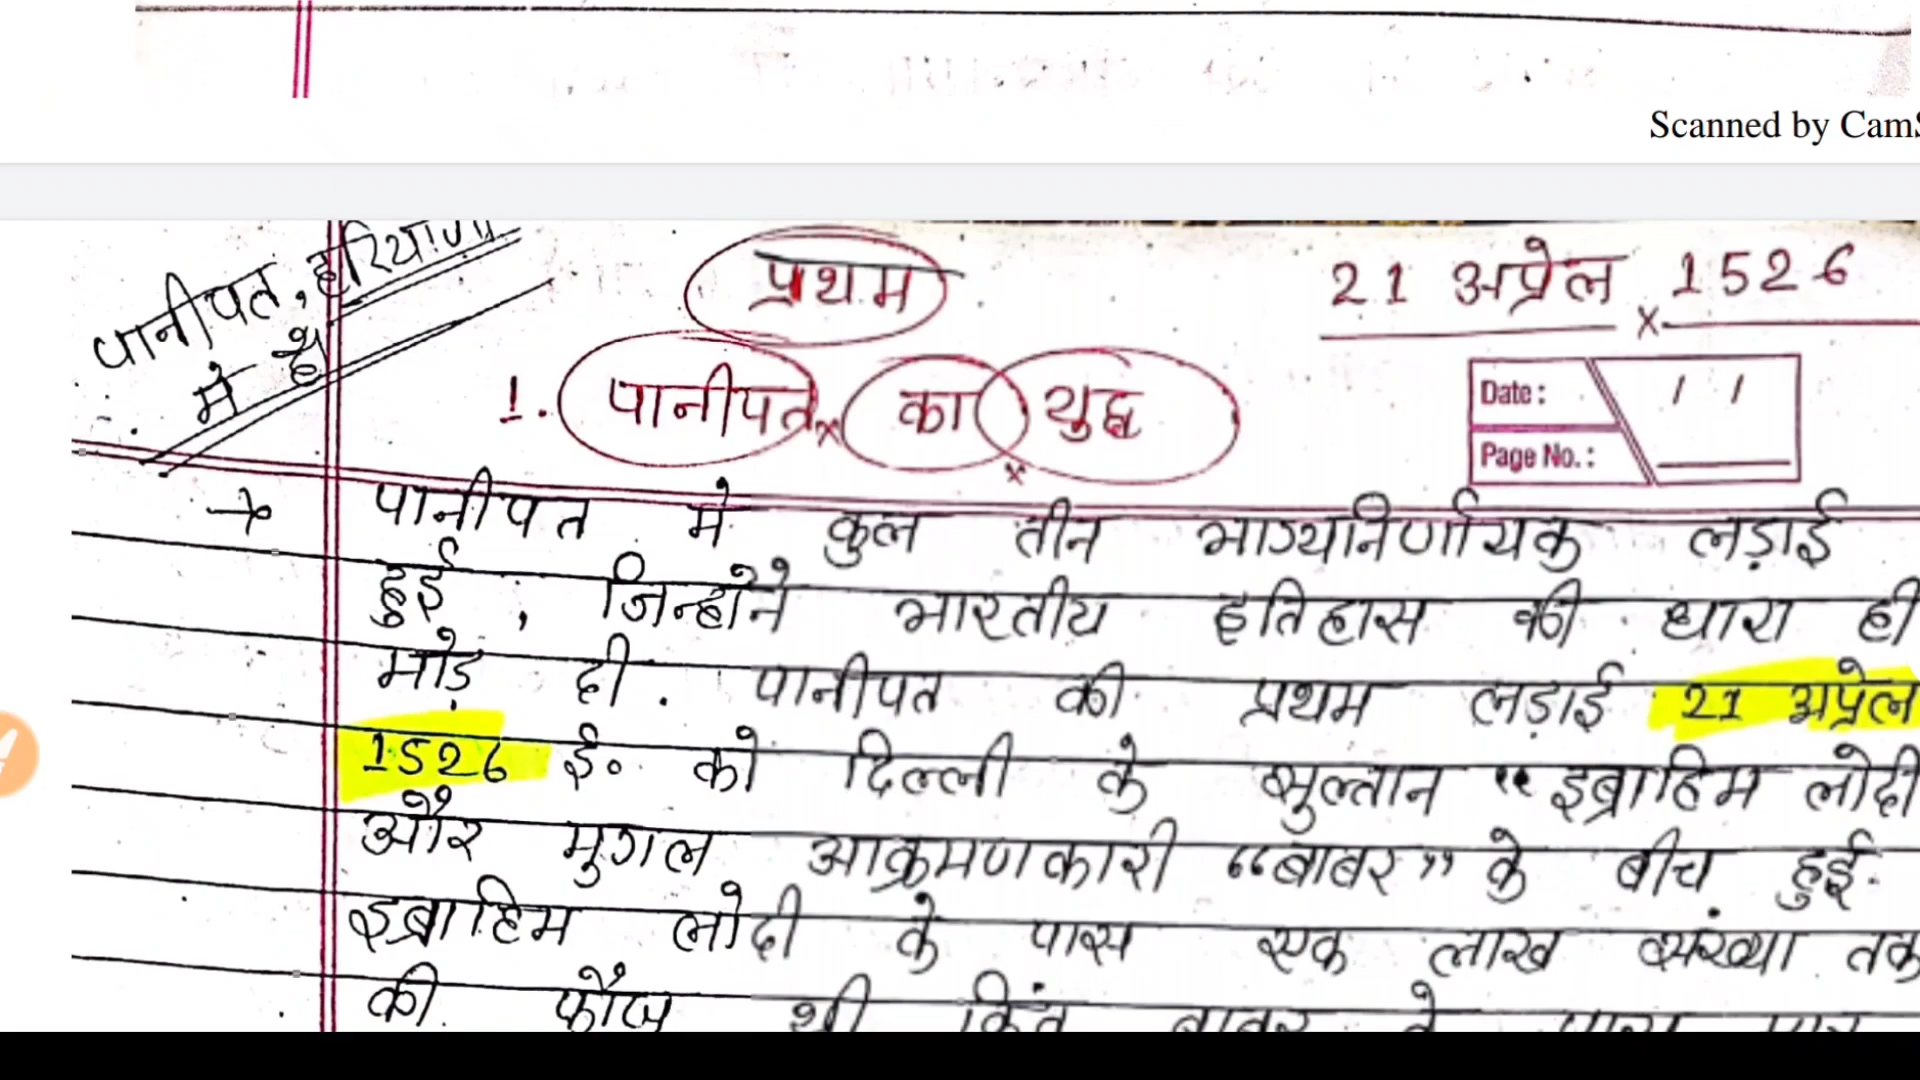 Scanned by CamS
पानीपत, हरियाणा
में है
प्रथम
21 अप्रेल 1526
1. पानीपत का युद्ध
Date: / /
Page No.:
→ पानीपत में कुल तीन भाग्यनिर्णायक लड़ाई
हुई, जिन्होंने भारतीय इतिहास की धारा ही
मोड़ दी. पानीपत की प्रथम लड़ाई 21 अप्रेल
1526 ई० को दिल्ली के सुल्तान "इब्राहिम लोदी
और मुगल आक्रमणकारी "बाबर" के बीच हुई.
इब्राहिम लोदी के पास एक लाख संख्या तक
की फौज थी